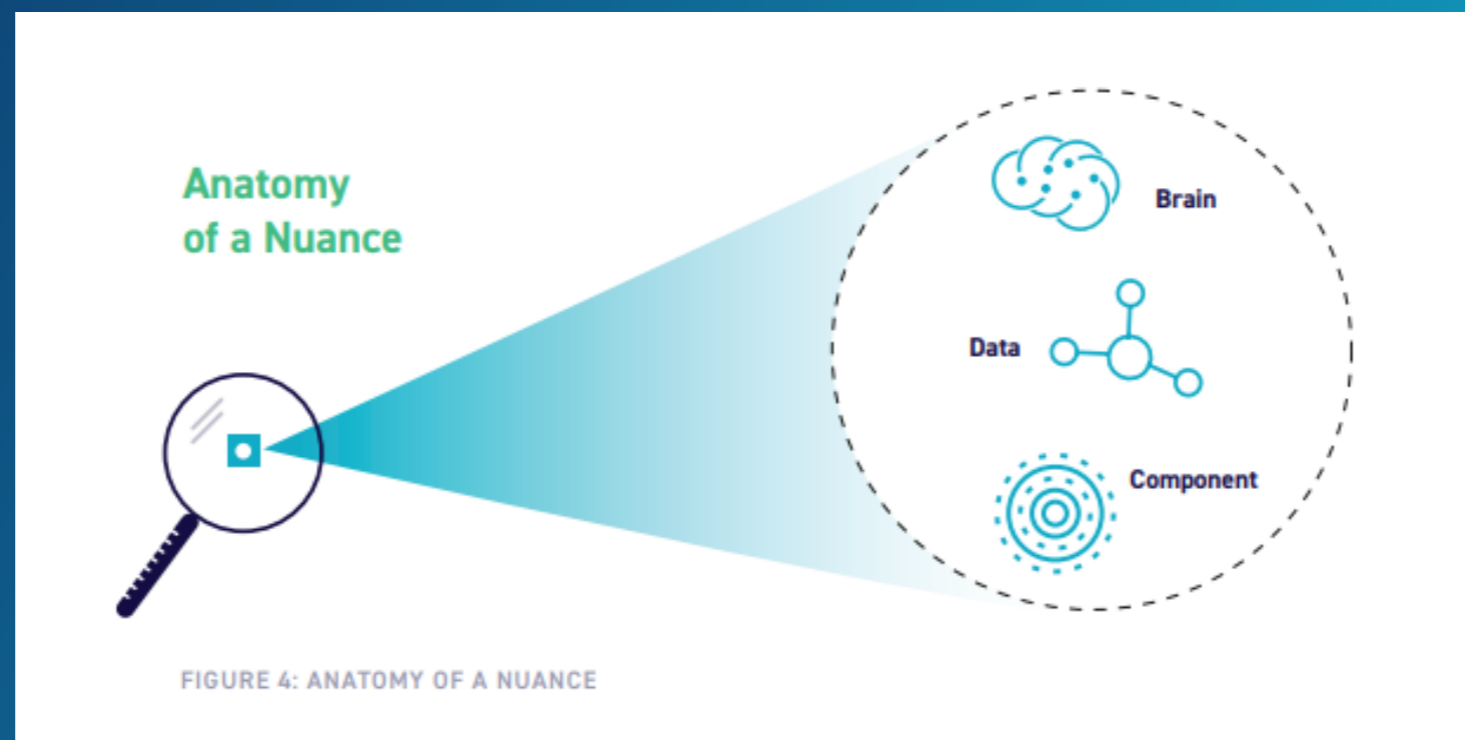 Anatomy
of a Nuance
Brain
Data
Component
FIGURE 4: ANATOMY OF A NUANCE